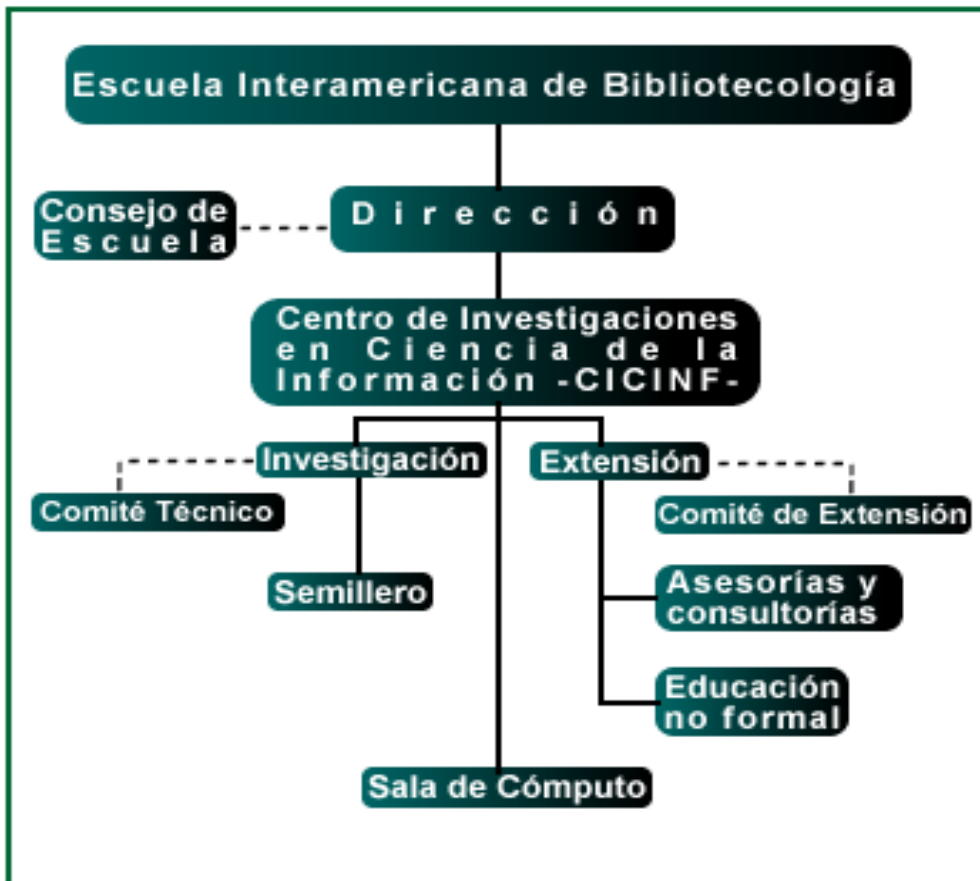 Escuela Interamericana de Bibliotecología
Consejo de
Escuela
Dirección
Centro de Investigaciones
en Ciencia de la
Información -CICINF-
Investigación
Extensión
Comité Técnico
Comité de Extensión
Semillero
Asesorías y
consultorías
Educación
no formal
Sala de Cómputo